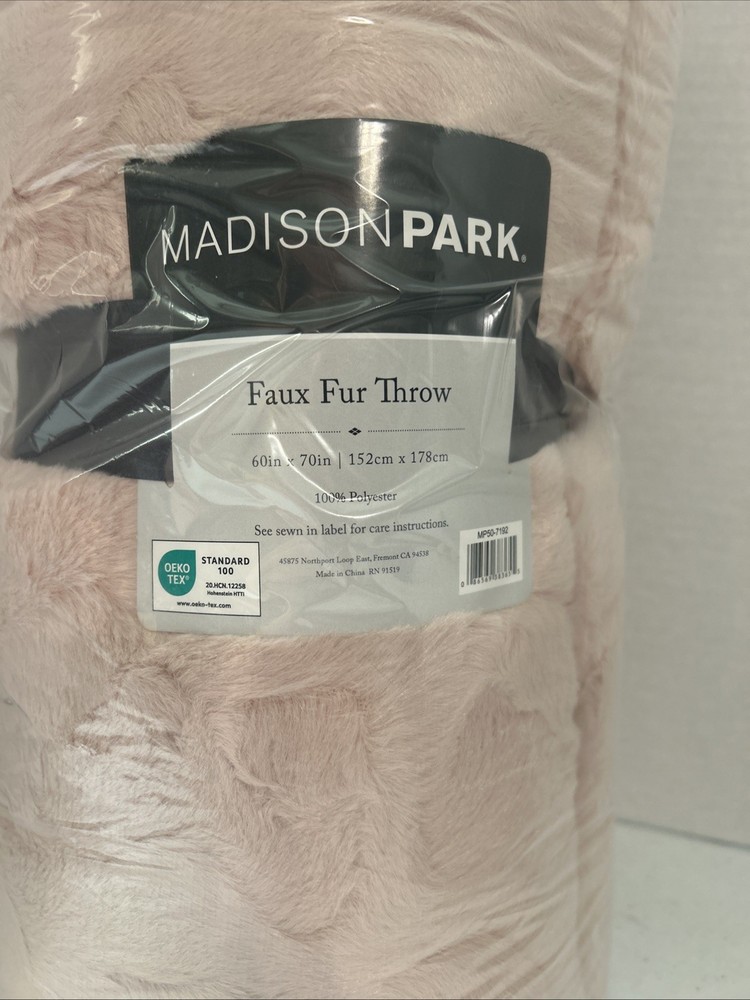 MADISONPARK®
Faux Fur Throw
60in x 70in | 152cm x 178cm
100% Polyester
See sewn in label for care instructions.
45875 Northport Loop East, Fremont CA 94538
Made in China RN 91519
OEKO
TEX®
STANDARD
100
20.HCN.12258
Hohenstein HTTI
www.oeko-tex.com
MP50-7192